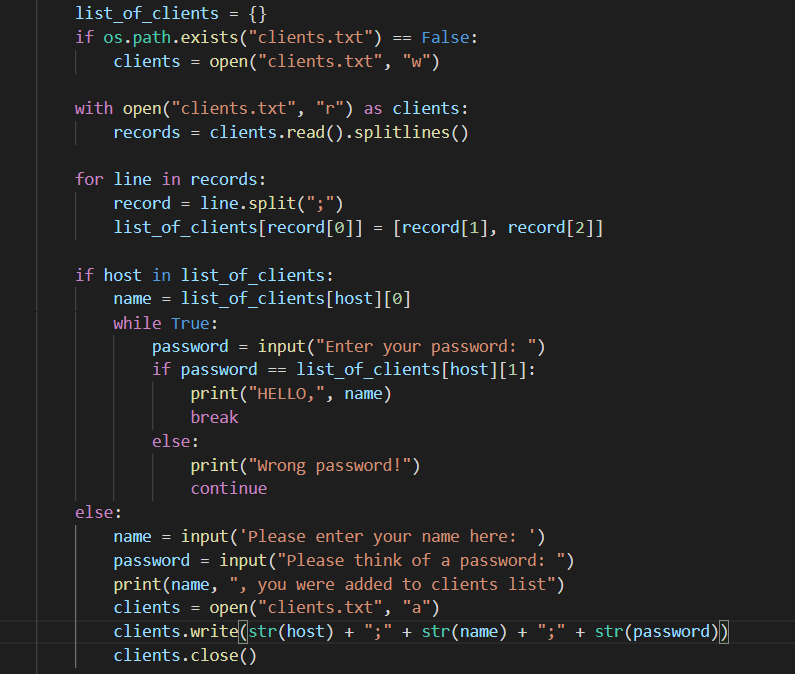 list_of_clients = {}
if os.path.exists("clients.txt") == False:
    clients = open("clients.txt", "w")

with open("clients.txt", "r") as clients:
    records = clients.read().splitlines()

for line in records:
    record = line.split(";")
    list_of_clients[record[0]] = [record[1], record[2]]

if host in list_of_clients:
    name = list_of_clients[host][0]
    while True:
        password = input("Enter your password: ")
        if password == list_of_clients[host][1]:
            print("HELLO,", name)
            break
        else:
            print("Wrong password!")
            continue
else:
    name = input('Please enter your name here: ')
    password = input("Please think of a password: ")
    print(name, ", you were added to clients list")
    clients = open("clients.txt", "a")
    clients.write(str(host) + ";" + str(name) + ";" + str(password))
    clients.close()